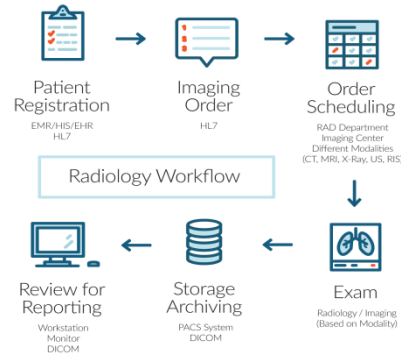 Patient
Registration
EMR/HIS/EHR
HL7
Imaging
Order
HL7
Order
Scheduling
RAD Department
Imaging Center
Different Modalities
(CT, MRI, X-Ray, US, RIS)
Radiology Workflow
Review for
Reporting
Workstation
Monitor
DICOM
Storage
Archiving
PACS System
DICOM
Exam
Radiology / Imaging
(Based on Modality)